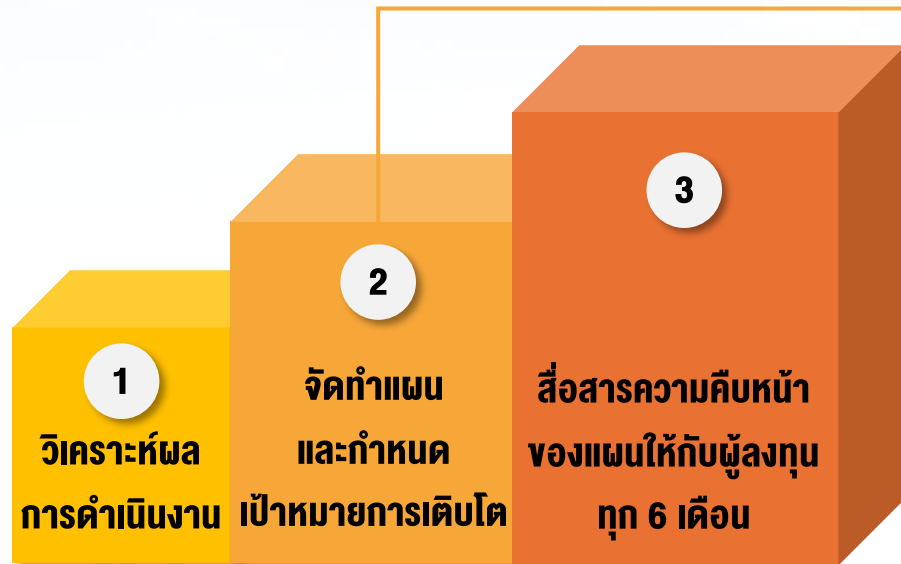 1
วิเคราะห์ผล
การดำเนินงาน
2
จัดทำแผน
และกำหนด
เป้าหมายการเติบโต
3
สื่อสารความคืบหน้า
ของแผนให้กับผู้ลงทุน
ทุก 6 เดือน